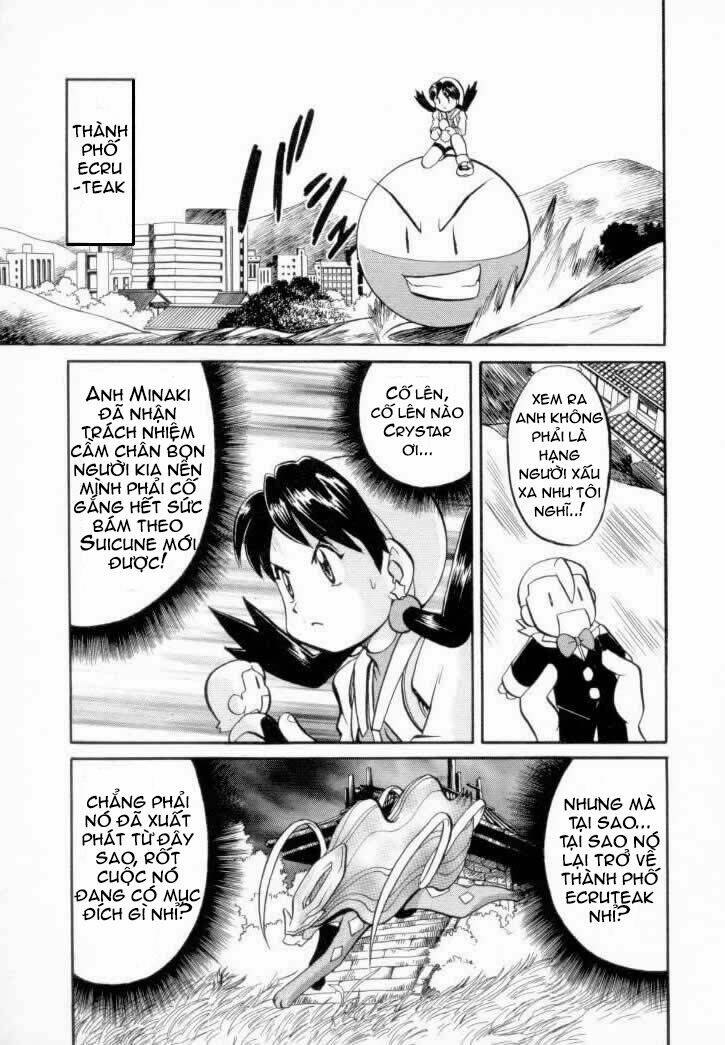 THÀNH
PHỐ
ECRU
-TEAK
XEM RA
ANH KHÔNG
PHẢI LÀ
HẠNG
NGƯỜI XẤU
XA NHƯ TÔI
NGHĨ..!
CỐ LÊN,
CỐ LÊN NÀO
CRYSTAR
ƠI...
ANH MINAKI
ĐÃ NHẬN
TRÁCH NHIỆM
CẦM CHÂN BỌN
NGƯỜI KIA NÊN
MÌNH PHẢI CỐ
GẮNG HẾT SỨC
BÁM THEO
SUICUNE MỚI
ĐƯỢC!
NHƯNG MÀ
TẠI SAO...
TẠI SAO NÓ
LẠI TRỞ VỀ
THÀNH PHỐ
ECRUTEAK
NHỈ?
CHẲNG PHẢI
NÓ ĐÃ XUẤT
PHÁT TỪ ĐÂY
SAO, RỐT
CUỘC NÓ
ĐANG CÓ MỤC
ĐÍCH GÌ NHỈ?